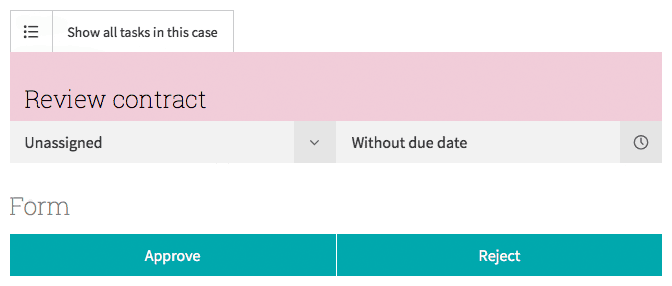 Show all tasks in this case
Review contract
Unassigned
Without due date
Form
Approve
Reject